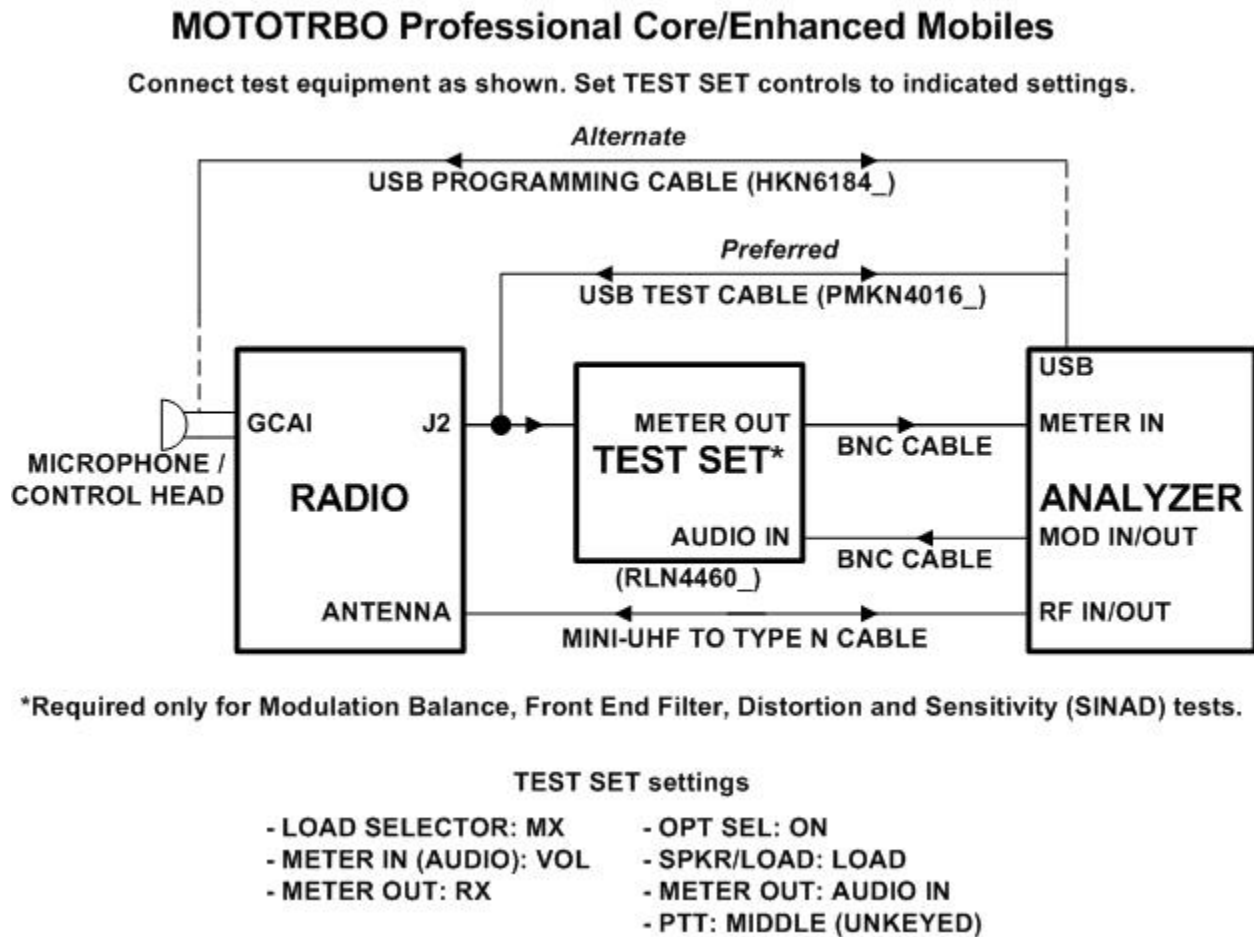 MOTOTRBO Professional Core/Enhanced Mobiles
Connect test equipment as shown. Set TEST SET controls to indicated settings.
Alternate
USB PROGRAMMING CABLE (HKN6184_)
Preferred
USB TEST CABLE (PMKN4016_)
USB
GCAI
J2
METER OUT
METER IN
BNC CABLE
TEST SET*
MICROPHONE /
CONTROL HEAD
RADIO
ANALYZER
AUDIO IN
MOD IN/OUT
BNC CABLE
(RLN4460_)
ANTENNA
RF IN/OUT
MINI-UHF TO TYPE N CABLE
*Required only for Modulation Balance, Front End Filter, Distortion and Sensitivity (SINAD) tests.
TEST SET settings
- LOAD SELECTOR: MX
- METER IN (AUDIO): VOL
- METER OUT: RX
- OPT SEL: ON
- SPKR/LOAD: LOAD
- METER OUT: AUDIO IN
- PTT: MIDDLE (UNKEYED)